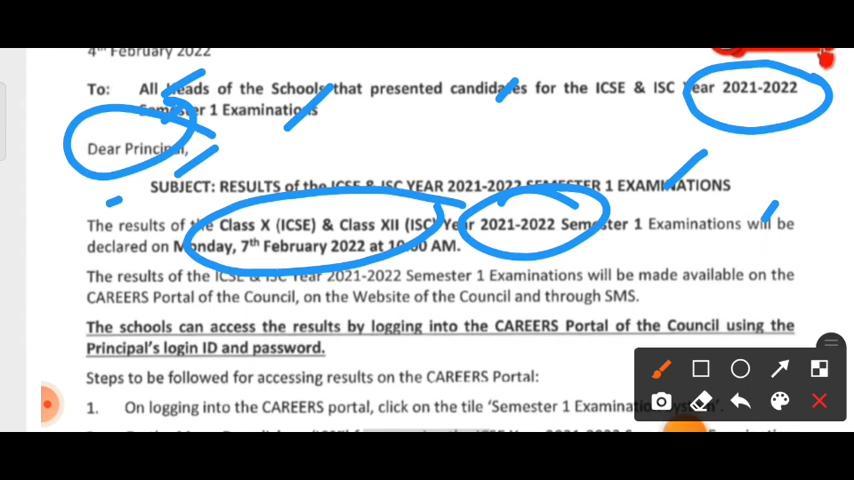 4th February 2022
To: All Heads of the Schools that presented candidates for the ICSE & ISC Year 2021-2022
Semester 1 Examinations
Dear Principal,
SUBJECT: RESULTS of the ICSE & ISC YEAR 2021-2022 SEMESTER 1 EXAMINATIONS
The results of the Class X (ICSE) & Class XII (ISC) Year 2021-2022 Semester 1 Examinations will be
declared on Monday, 7th February 2022 at 10:00 AM.
The results of the ICSE & ISC Year 2021-2022 Semester 1 Examinations will be made available on the
CAREERS Portal of the Council, on the Website of the Council and through SMS.
The schools can access the results by logging into the CAREERS Portal of the Council using the
Principal's login ID and password.
Steps to be followed for accessing results on the CAREERS Portal:
1. On logging into the CAREERS portal, click on the tile 'Semester 1 Examination System'.